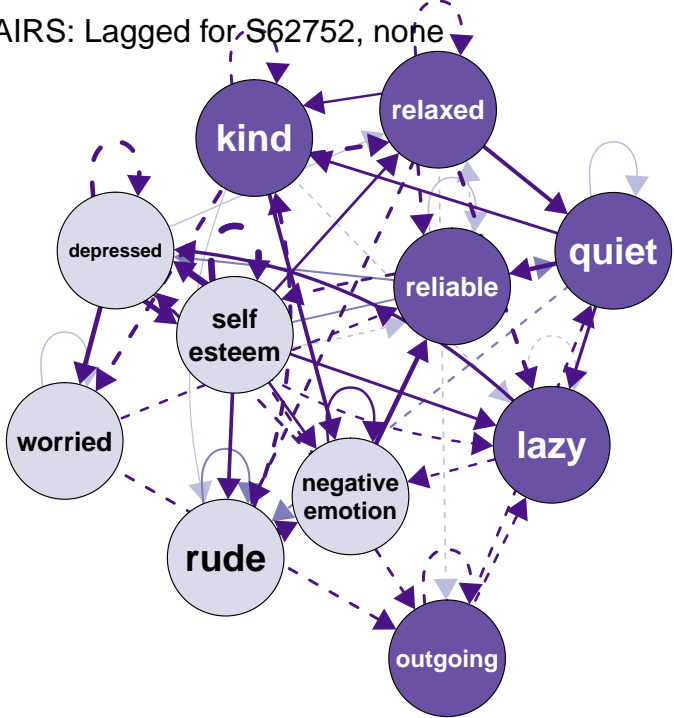 AIRS: Lagged for S62752, none
relaxed
kind
depressed
quiet
reliable
self
esteem
worried
lazy
negative
emotion
rude
outgoing